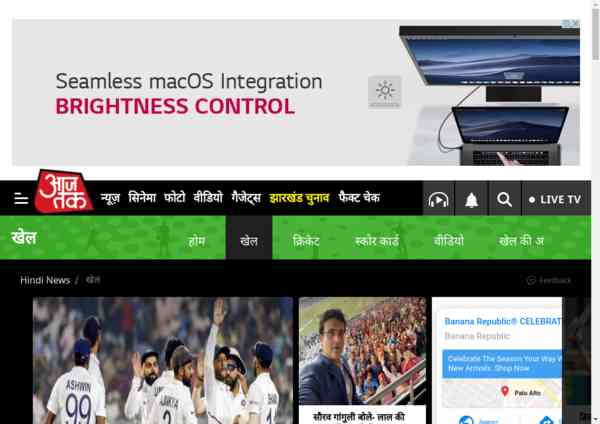 Seamless macOS Integration
BRIGHTNESS CONTROL
आज तक
न्यूज़ सिनेमा फोटो वीडियो गैजेट्स झारखंड चुनाव फैक्ट चेक
LIVE TV
खेल
होम खेल क्रिकेट स्कोर कार्ड वीडियो खेल की अ
Hindi News / खेल
Feedback
Banana Republic® CELEBRAT
Banana Republic
Celebrate The Season Your Way W
New Arrivals. Shop Now
Palo Alto
ASHWIN
99
सौरव गांगुली बोले- लाल की